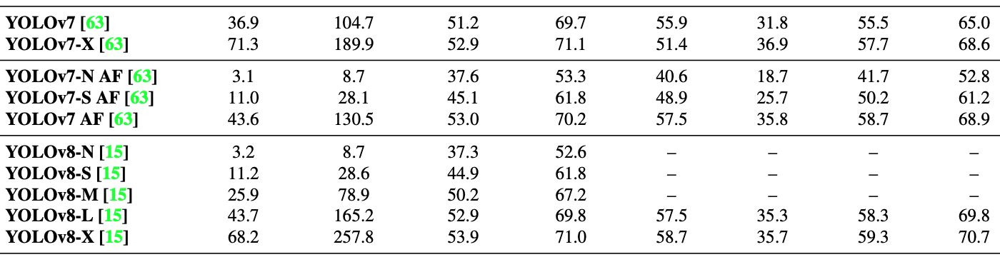 YOLOv7 [63] 36.9 104.7 51.2 69.7 55.9 31.8 55.5 65.0
YOLOv7-X [63] 71.3 189.9 52.9 71.1 51.4 36.9 57.7 68.6
YOLOv7-N AF [63] 3.1 8.7 37.6 53.3 40.6 18.7 41.7 52.8
YOLOv7-S AF [63] 11.0 28.1 45.1 61.8 48.9 25.7 50.2 61.2
YOLOv7 AF [63] 43.6 130.5 53.0 70.2 57.5 35.8 58.7 68.9
YOLOv8-N [15] 3.2 8.7 37.3 52.6 – – – –
YOLOv8-S [15] 11.2 28.6 44.9 61.8 – – – –
YOLOv8-M [15] 25.9 78.9 50.2 67.2 – – – –
YOLOv8-L [15] 43.7 165.2 52.9 69.8 57.5 35.3 58.3 69.8
YOLOv8-X [15] 68.2 257.8 53.9 71.0 58.7 35.7 59.3 70.7